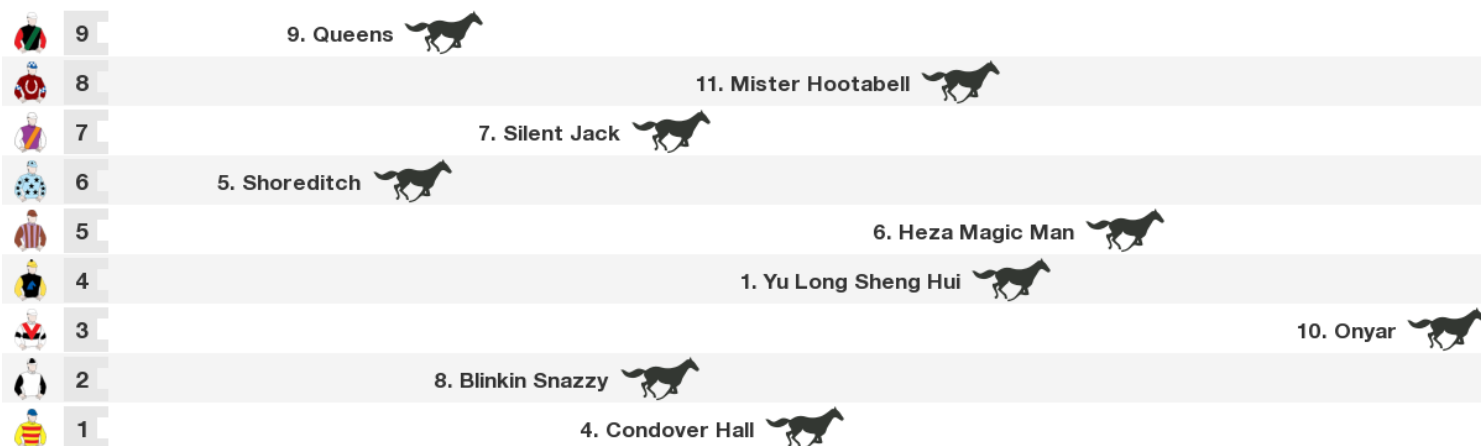 9 9. Queens
8 11. Mister Hootabell
7 7. Silent Jack
6 5. Shoreditch
5 6. Heza Magic Man
4 1. Yu Long Sheng Hui
3 10. Onyar
2 8. Blinkin Snazzy
1 4. Condover Hall